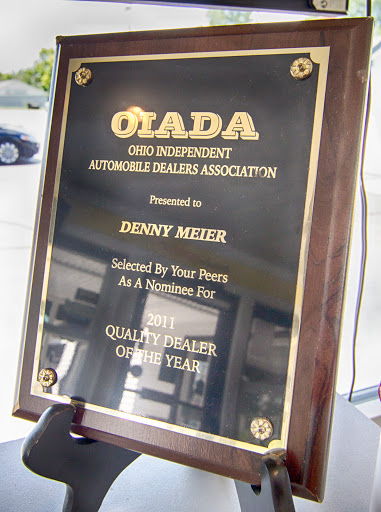 OIADA
OHIO INDEPENDENT
AUTOMOBILE DEALERS ASSOCIATION
Presented to
DENNY MEIER
Selected By Your Peers
As A Nominee For
2011
QUALITY DEALER
OF THE YEAR